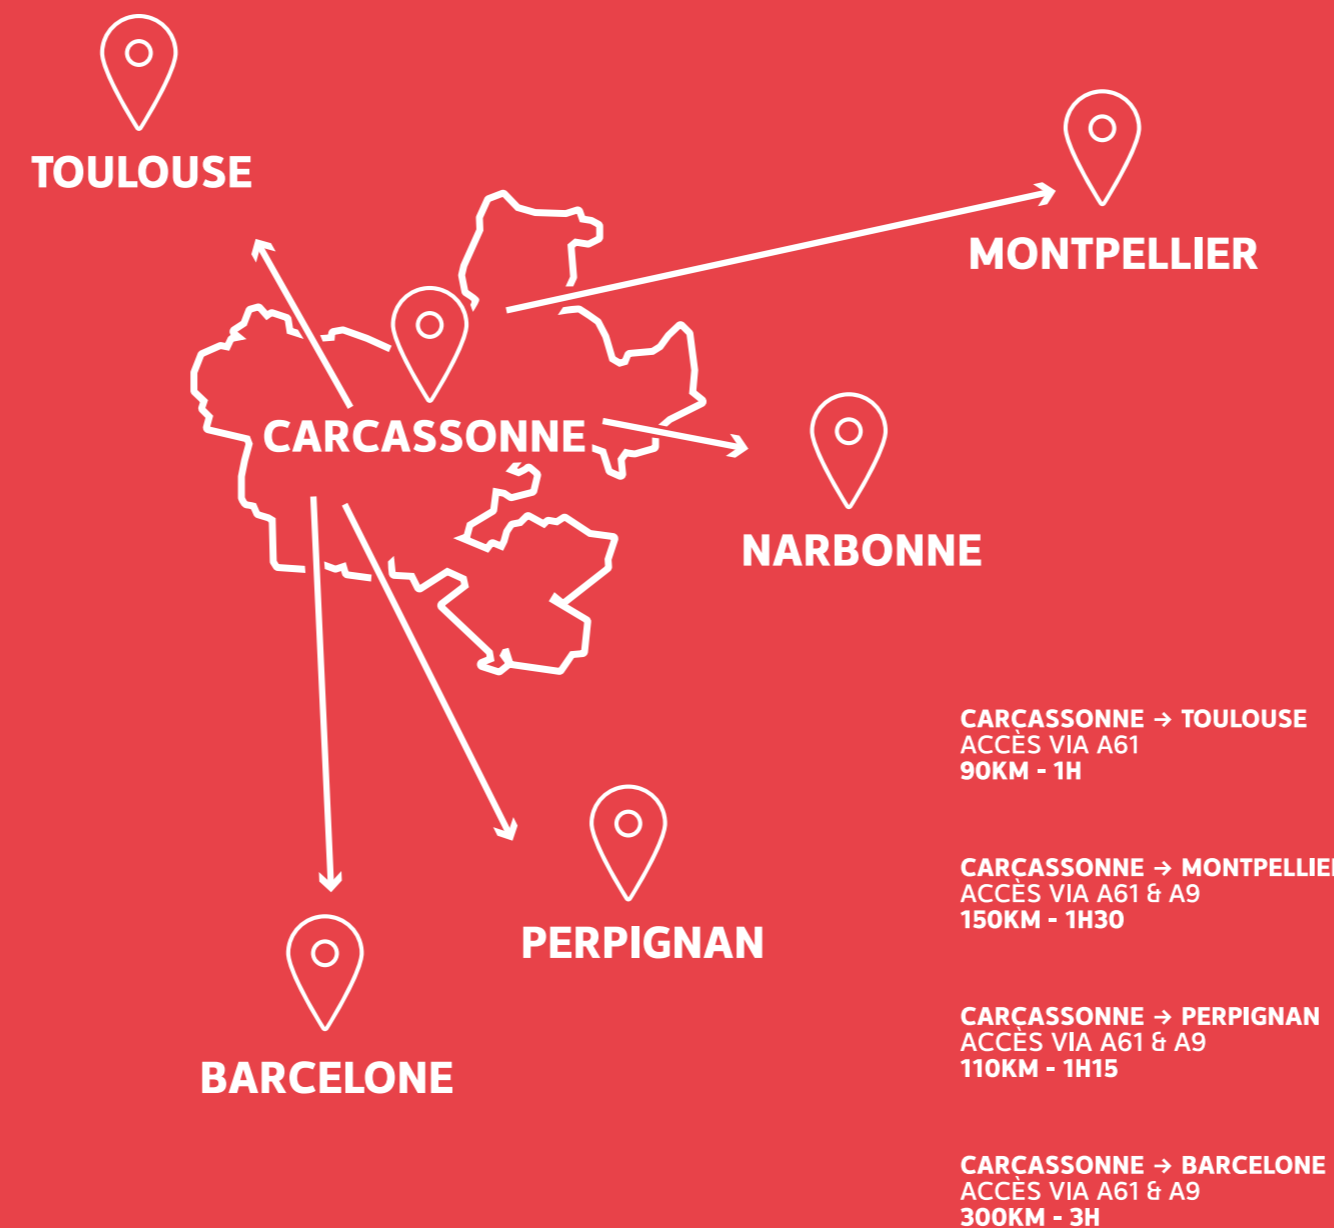 TOULOUSE
MONTPELLIER
CARCASSONNE
NARBONNE
PERPIGNAN
BARCELONE
CARCASSONNE → TOULOUSE
ACCÈS VIA A61
90KM - 1H
CARCASSONNE → MONTPELLIER
ACCÈS VIA A61 & A9
150KM - 1H30
CARCASSONNE → PERPIGNAN
ACCÈS VIA A61 & A9
110KM - 1H15
CARCASSONNE → BARCELONE
ACCÈS VIA A61 & A9
300KM - 3H